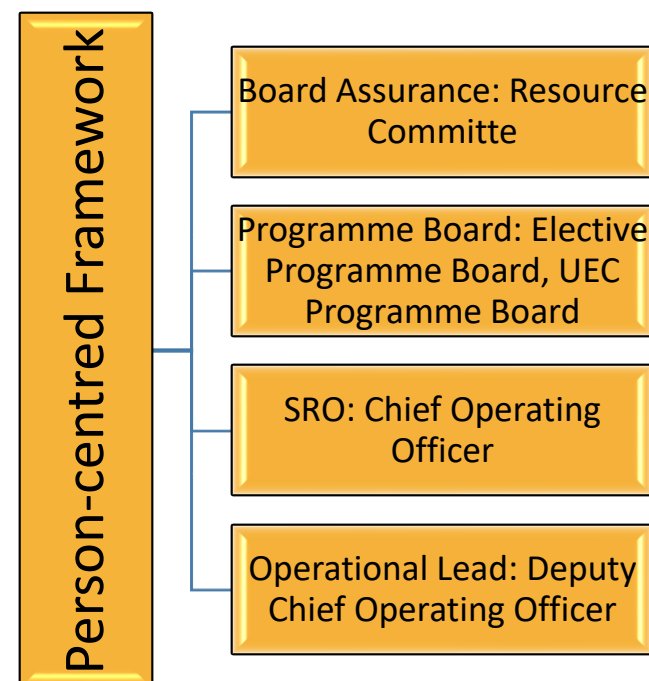 Person-centred Framework
Board Assurance: Resource
Committe
Programme Board: Elective
Programme Board, UEC
Programme Board
SRO: Chief Operating
Officer
Operational Lead: Deputy
Chief Operating Officer